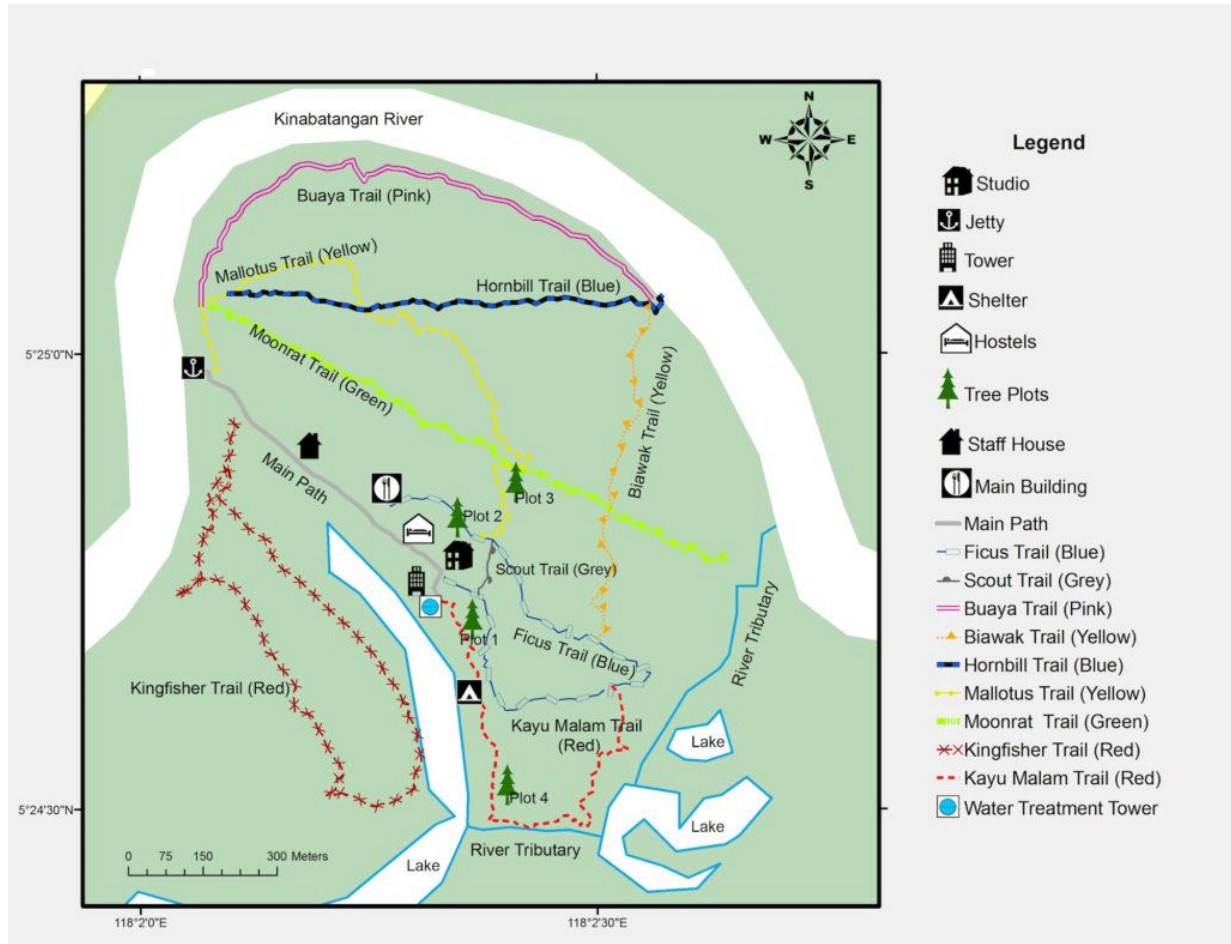 N
W
E
S
Kinabatangan River
Buaya Trail (Pink)
Mallotus Trail (Yellow)
Hornbill Trail (Blue)
Moonrat Trail (Green)
Biawak Trail (Yellow)
5°25'0"N
Main Path
Plot 3
Plot 2
Scout Trail (Grey)
Plot 1
Ficus Trail (Blue)
River Tributary
Kingfisher Trail (Red)
Kayu Malam Trail
(Red)
Lake
Plot 4
5°24'30"N
Lake
River Tributary
Lake
0 75 150 300 Meters
118°2'0"E
118°2'30"E
Legend
Studio
Jetty
Tower
Shelter
Hostels
Tree Plots
Staff House
Main Building
Main Path
Ficus Trail (Blue)
Scout Trail (Grey)
Buaya Trail (Pink)
Biawak Trail (Yellow)
Hornbill Trail (Blue)
Mallotus Trail (Yellow)
Moonrat Trail (Green)
Kingfisher Trail (Red)
Kayu Malam Trail (Red)
Water Treatment Tower